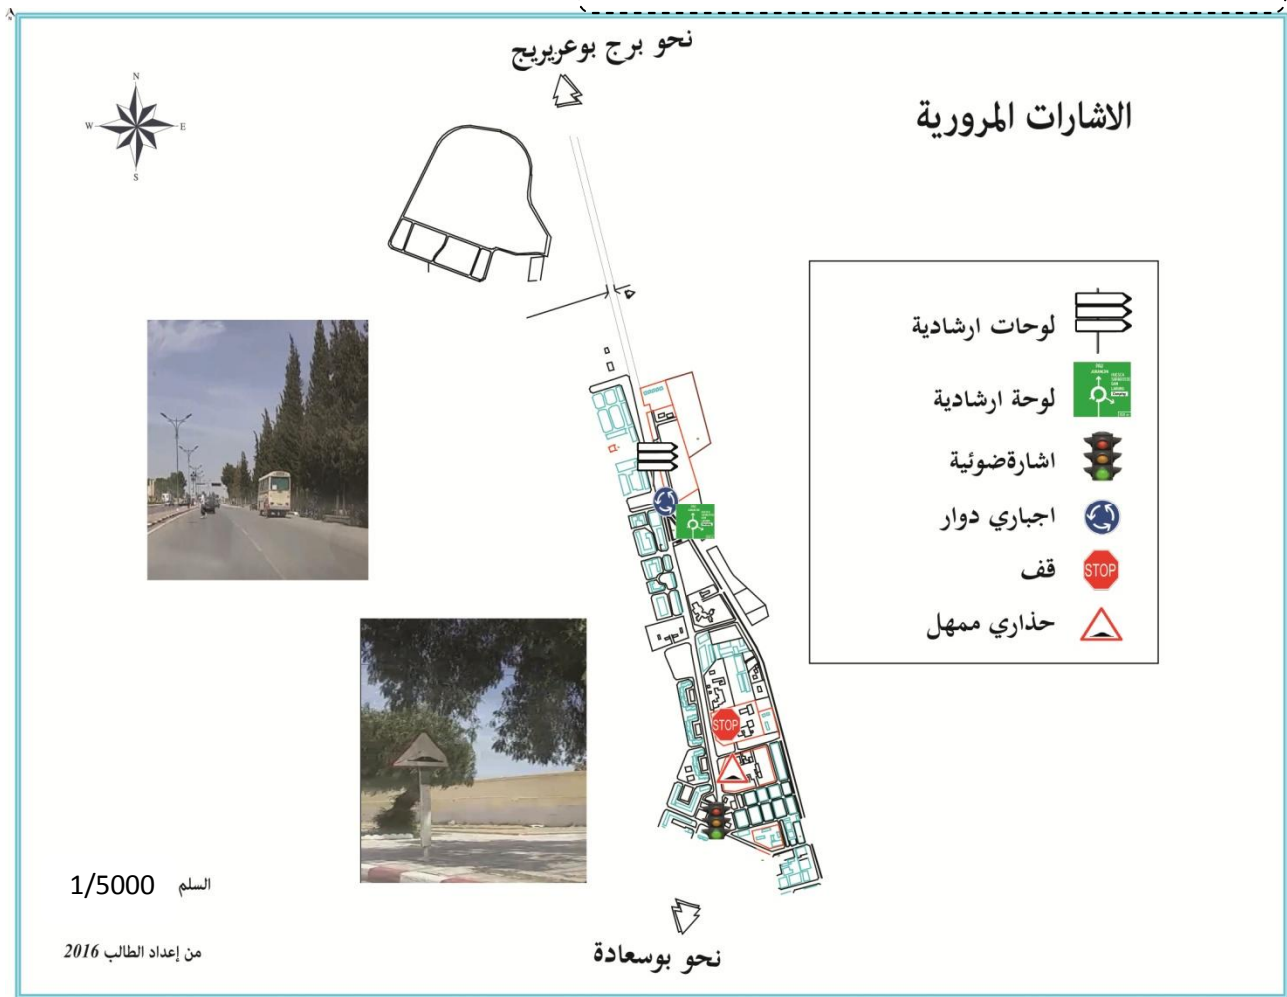 نحو برج بوعريريج
الاشارات المرورية
N
W
E
S
لوحات ارشادية
لوحة ارشادية
اشارةضوئية
اجباري دوار
STOP
قف
حذاري ممهل
STOP
السلم 1/5000
من إعداد الطالب 2016
نحو بوسعادة